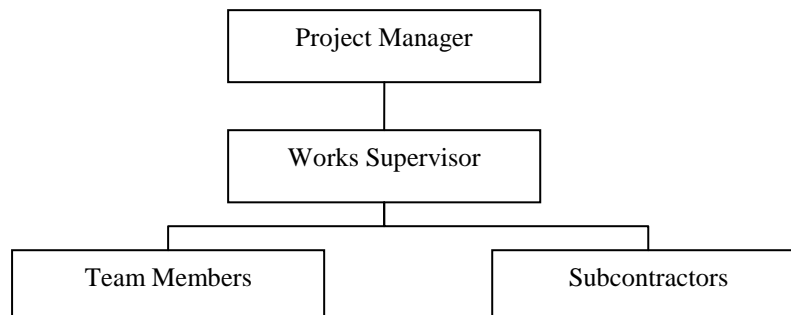 Project Manager
Works Supervisor
Team Members
Subcontractors